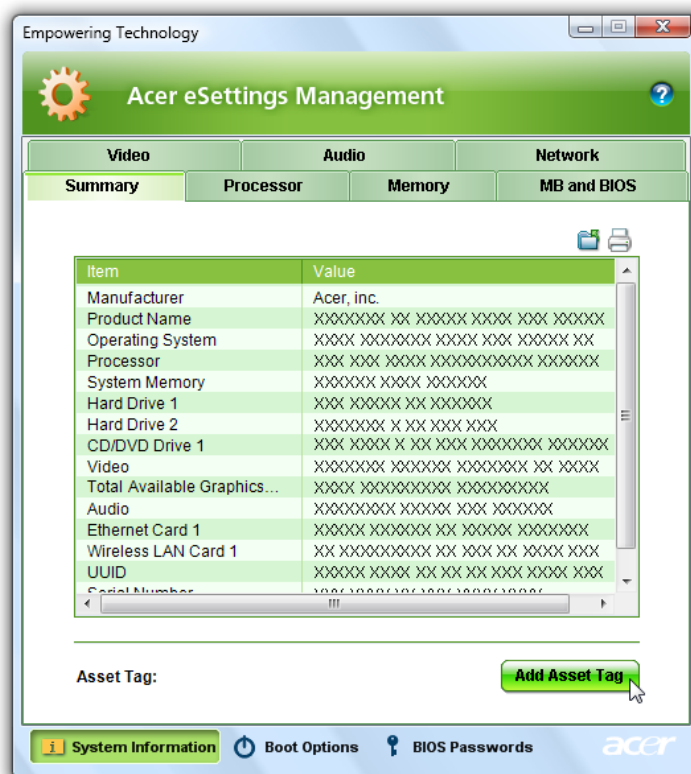 Empowering Technology
Acer eSettings Management
Video Audio Network
Summary Processor Memory MB and BIOS
Item Value
Manufacturer Acer, inc.
Product Name XXXXXXX XX XXXXX XXXX XXX XXXXX
Operating System XXXX XXXXXXX XXXX XXX XXXXX XX
Processor XXX XXX XXXX XXXXXXXXXX XXXXXX
System Memory XXXXXX XXXX XXXXXX
Hard Drive 1 XXX XXXXX XX XXXXXX
Hard Drive 2 XXXXXXX X XX XXX XXX
CD/DVD Drive 1 XXX XXXX X XX XXX XXXXXXX XXXXXX
Video XXXXXXX XXXXXX XXXXXXX XX XXXX
Total Available Graphics... XXXX XXXXXXXXX XXXXXXXXX
Audio XXXXX XXXXXX XXX XXXXXX
Ethernet Card 1 XXXXX XXXXXXX XX XXXXX XXXXXXX
Wireless LAN Card 1 XX XXXXXXXXX XX XXX XX XXXX XXX
UUID XXXXX XXXX XX XX XX XXX XXXX XXX
Serial Number
Asset Tag: Add Asset Tag
System Information Boot Options BIOS Passwords acer